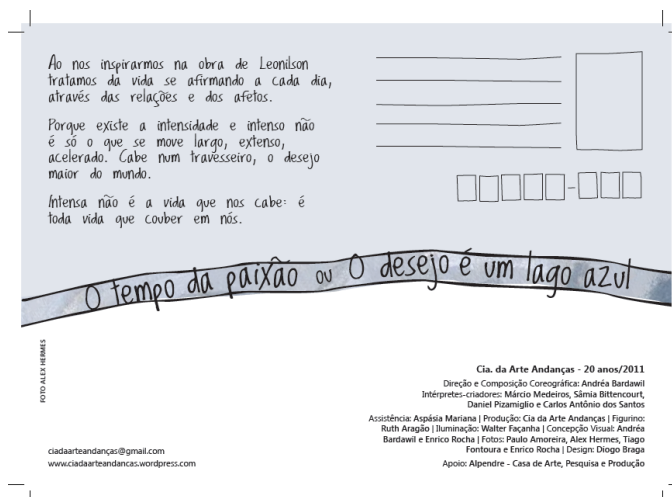 Ao nos inspirarmos na obra de Leonilson
tratamos da vida se afirmando a cada dia,
através das relações e dos afetos.
Porque existe a intensidade e intenso não
é só o que se move largo, extenso,
acelerado. Cabe num travesseiro, o desejo
maior do mundo.
Intensa não é a vida que nos cabe: é
toda vida que couber em nós.
O tempo da paixão ou O desejo é um lago azul
FOTO ALEX HERMES
Cia. da Arte Andanças - 20 anos/2011
Direção e Composição Coreográfica: Andréa Bardawil
Intérpretes-criadores: Márcio Medeiros, Sâmia Bittencourt,
Daniel Pizamiglio e Carlos Antônio dos Santos
Assistência: Aspásia Mariana | Produção: Cia da Arte Andanças | Figurino:
Ruth Aragão | Iluminação: Walter Façanha | Concepção Visual: Andréa
Bardawil e Enrico Rocha | Fotos: Paulo Amoreira, Alex Hermes, Tiago
Fontoura e Enrico Rocha | Design: Diogo Braga
Apoio: Alpendre - Casa de Arte, Pesquisa e Produção
ciadaarteandanças@gmail.com
www.ciadaarteandancas.wordpress.com